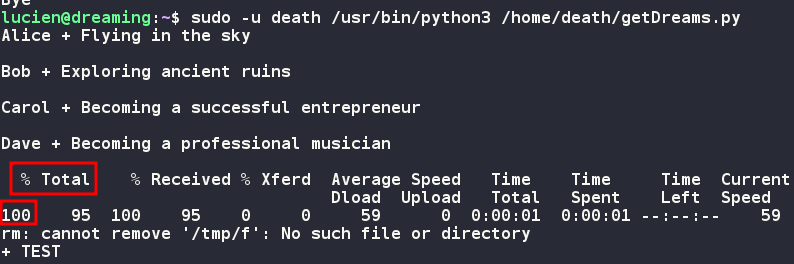 Bye
lucien@dreaming:~$ sudo -u death /usr/bin/python3 /home/death/getDreams.py
Alice + Flying in the sky
Bob + Exploring ancient ruins
Carol + Becoming a successful entrepreneur
Dave + Becoming a professional musician
% Total % Received % Xferd Average Speed Time Time Time Current
Dload Upload Total Spent Left Speed
100 95 100 95 0 0 59 0 0:00:01 0:00:01 --:--:-- 59
rm: cannot remove '/tmp/f': No such file or directory
+ TEST